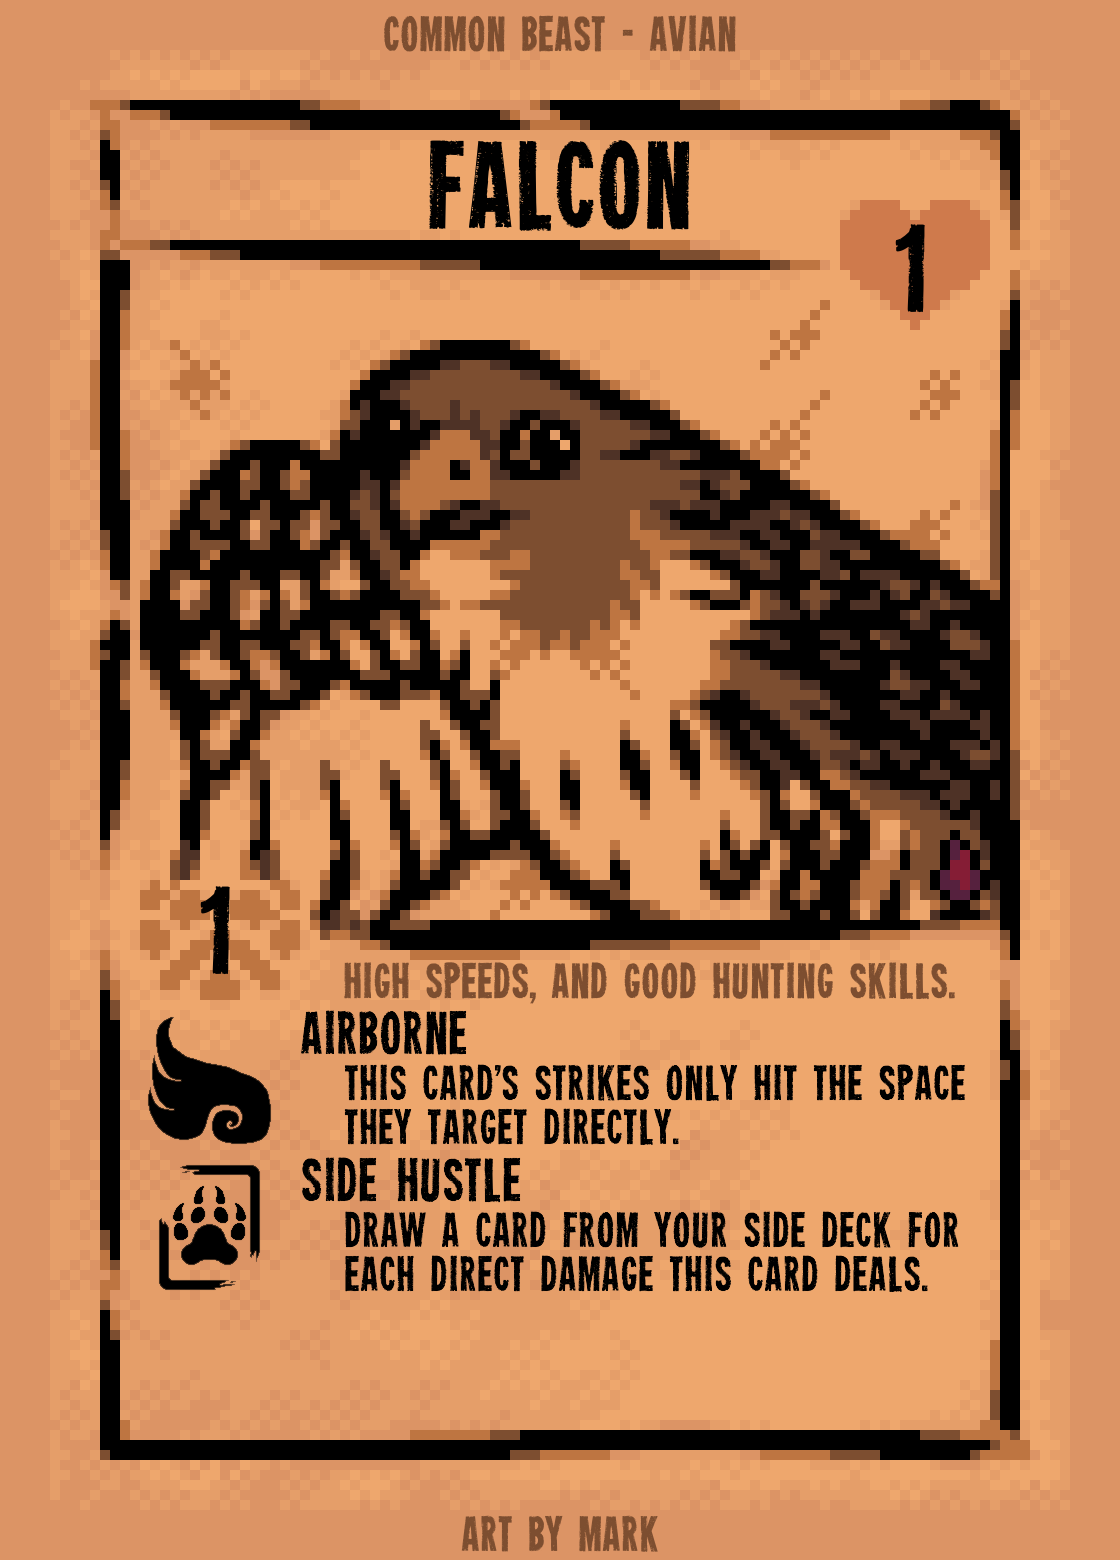 COMMON BEAST - AVIAN
FALCON
1
1
HIGH SPEEDS, AND GOOD HUNTING SKILLS.
AIRBORNE
THIS CARD'S STRIKES ONLY HIT THE SPACE
THEY TARGET DIRECTLY.
SIDE HUSTLE
DRAW A CARD FROM YOUR SIDE DECK FOR
EACH DIRECT DAMAGE THIS CARD DEALS.
ART BY MARK